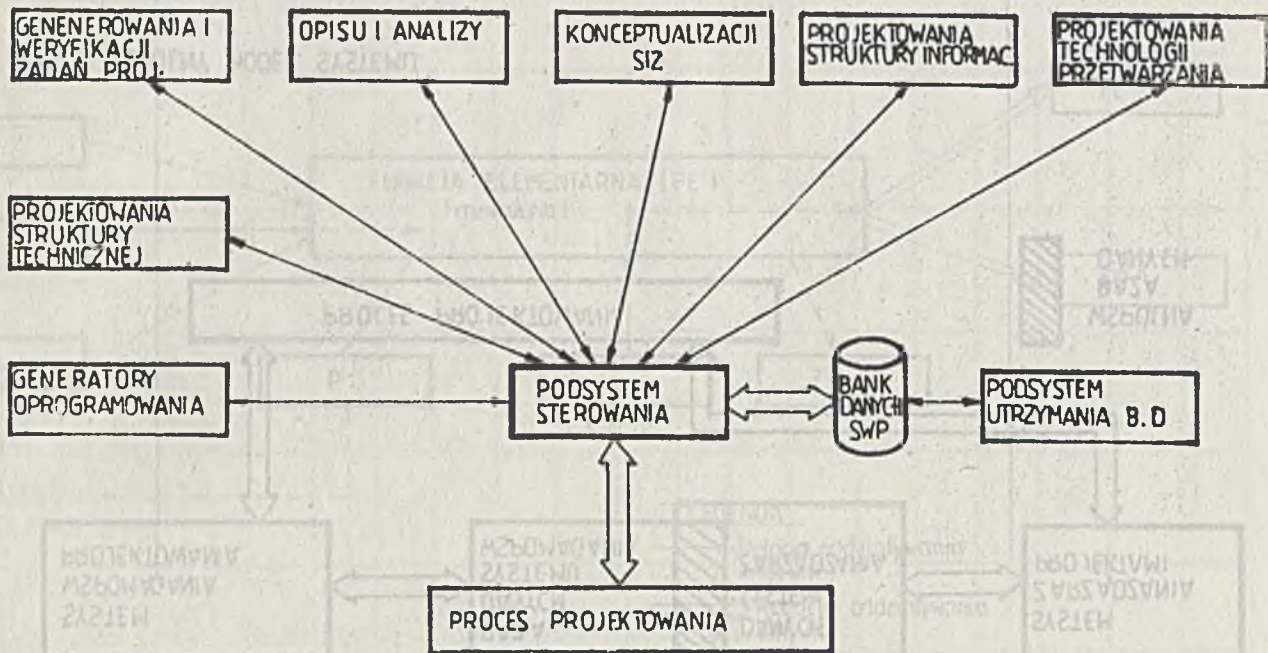 GENENEROWANIA I
WERYFIKACJI
ZADAŃ PROJ.
OPISU I ANALIZY
KONCEPTUALIZACJI
SIZ
PROJEKTOWANIA
STRUKTURY INFORMAC.
PROJEKTOWANIA
TECHNOLOGII
PRZETWARZANIA
PROJEKTOWANIA
STRUKTURY
TECHNICZNEJ
GENERATORY
OPROGRAMOWANIA
PODSYSTEM
STEROWANIA
BANK
DANYCH
SWP
PODSYSTEM
UTRZYMANIA B.D
PROCES PROJEKTOWANIA